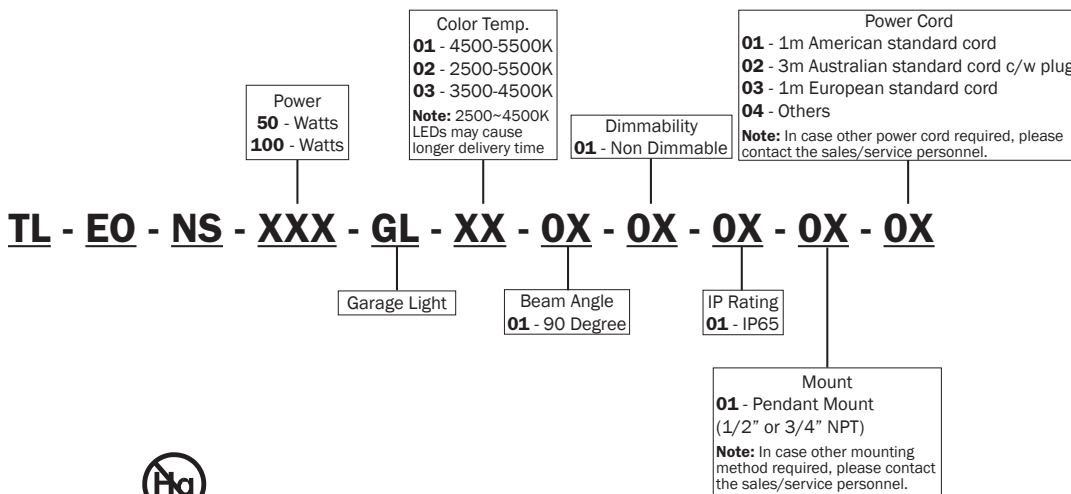 Color Temp.
01 - 4500-5500K
02 - 2500-5500K
03 - 3500-4500K
Note: 2500~4500K
LEDs may cause
longer delivery time
Power Cord
01 - 1m American standard cord
02 - 3m Australian standard cord c/w plug
03 - 1m European standard cord
04 - Others
Note: In case other power cord required, please
contact the sales/service personnel.
Power
50 - Watts
100 - Watts
Dimmability
01 - Non Dimmable
TL - EO - NS - XXX - GL - XX - 0X - 0X - 0X - 0X - 0X
Garage Light
Beam Angle
01 - 90 Degree
IP Rating
01 - IP65
Mount
01 - Pendant Mount
(1/2” or 3/4” NPT)
Note: In case other mounting
method required, please contact
the sales/service personnel.
Hg